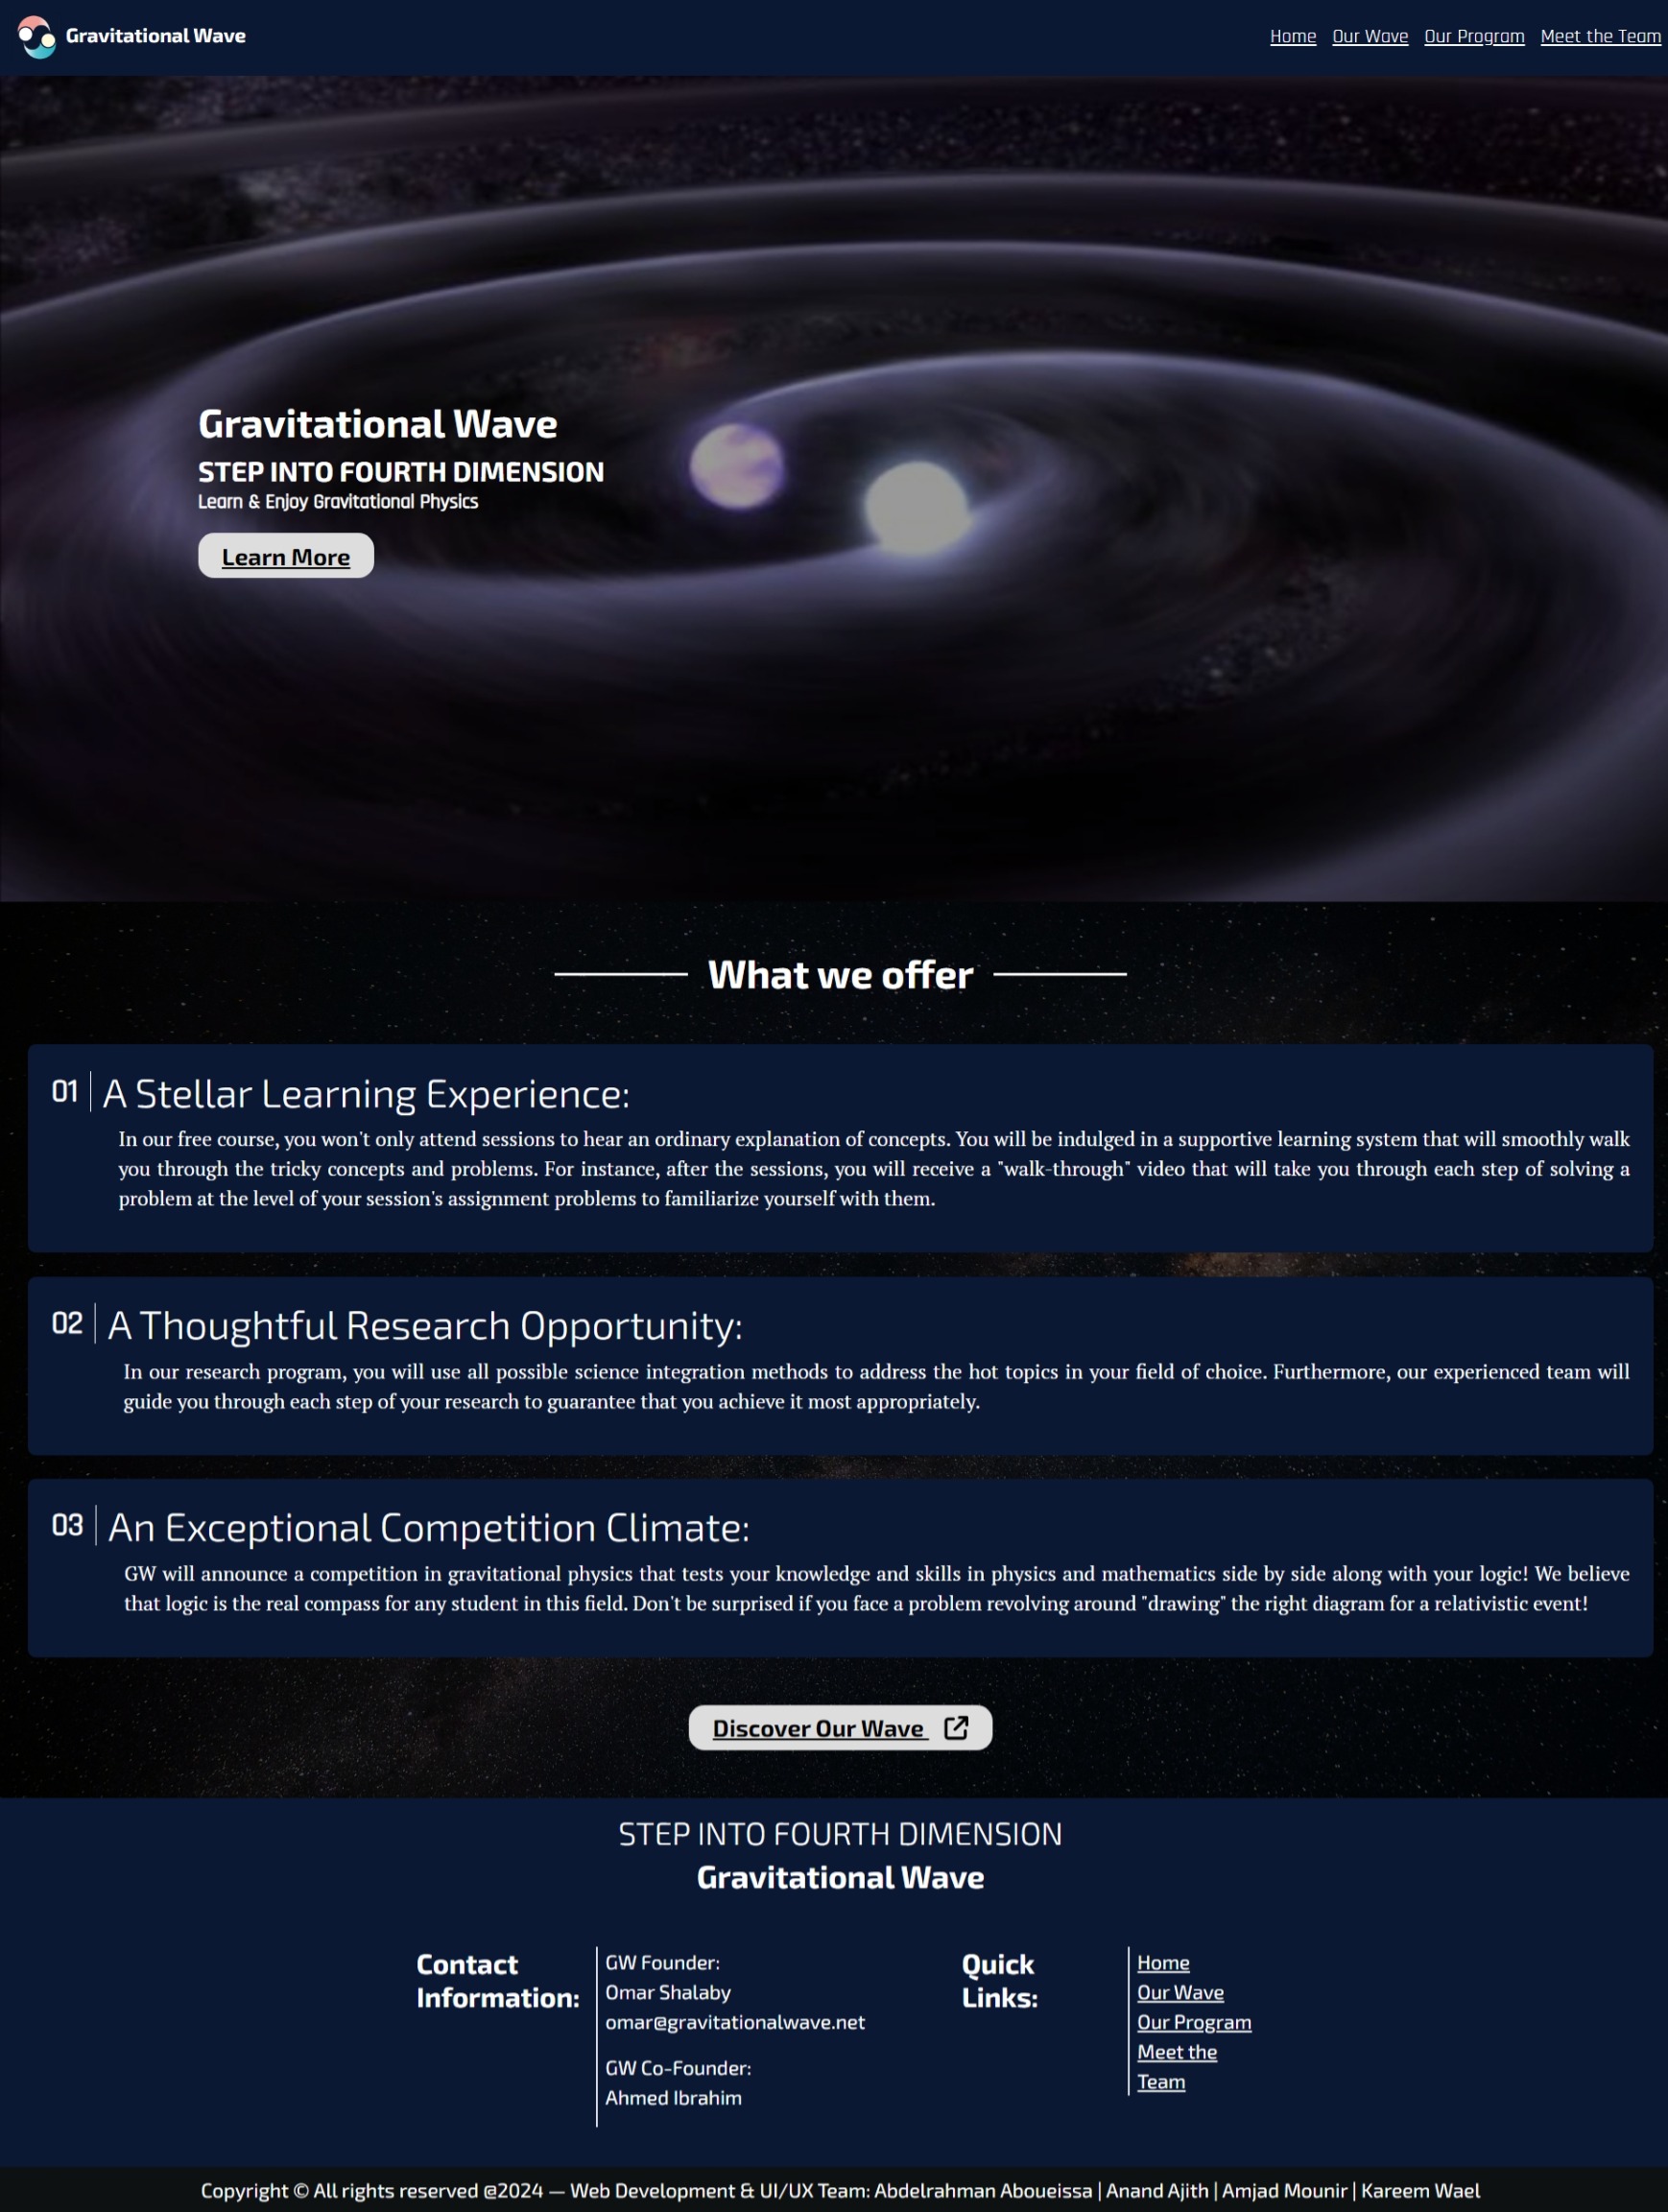 Gravitational Wave
Home Our Wave Our Program Meet the Team
Gravitational Wave
STEP INTO FOURTH DIMENSION
Learn & Enjoy Gravitational Physics
Learn More
What we offer
01 A Stellar Learning Experience:
In our free course, you won't only attend sessions to hear an ordinary explanation of concepts. You will be indulged in a supportive learning system that will smoothly walk
you through the tricky concepts and problems. For instance, after the sessions, you will receive a "walk-through" video that will take you through each step of solving a
problem at the level of your session's assignment problems to familiarize yourself with them.
02 A Thoughtful Research Opportunity:
In our research program, you will use all possible science integration methods to address the hot topics in your field of choice. Furthermore, our experienced team will
guide you through each step of your research to guarantee that you achieve it most appropriately.
03 An Exceptional Competition Climate:
GW will announce a competition in gravitational physics that tests your knowledge and skills in physics and mathematics side by side along with your logic! We believe
that logic is the real compass for any student in this field. Don't be surprised if you face a problem revolving around "drawing" the right diagram for a relativistic event!
Discover Our Wave
STEP INTO FOURTH DIMENSION
Gravitational Wave
Contact
Information:
GW Founder:
Omar Shalaby
omar@gravitationalwave.net
GW Co-Founder:
Ahmed Ibrahim
Quick
Links:
Home
Our Wave
Our Program
Meet the
Team
Copyright © All rights reserved @2024 — Web Development & UI/UX Team: Abdelrahman Aboueissa | Anand Ajith | Amjad Mounir | Kareem Wael